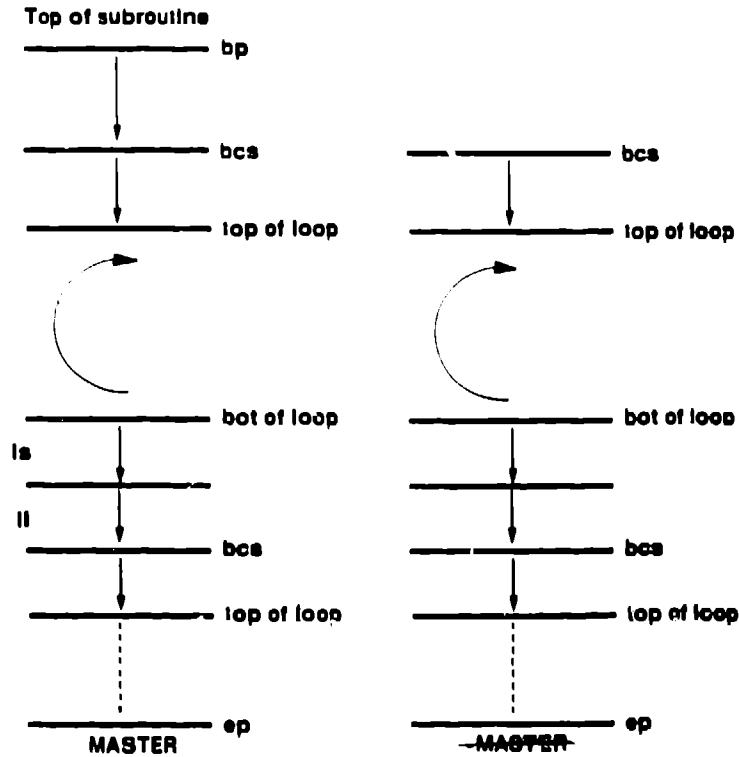 Top of subroutine
bp
bcs
top of loop
bot of loop
ls
ll
bcs
top of loop
ep
MASTER
bcs
top of loop
bot of loop
bcs
top of loop
ep
MASTER